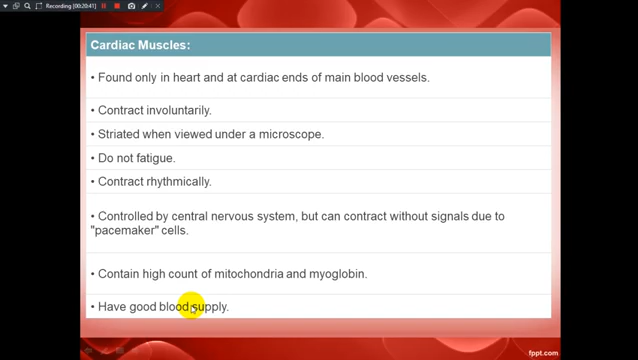 Recording [00:20:41]
Cardiac Muscles:
• Found only in heart and at cardiac ends of main blood vessels.
• Contract involuntarily.
• Striated when viewed under a microscope.
• Do not fatigue.
• Contract rhythmically.
• Controlled by central nervous system, but can contract without signals due to
"pacemaker" cells.
• Contain high count of mitochondria and myoglobin.
• Have good blood supply.
fppt.com